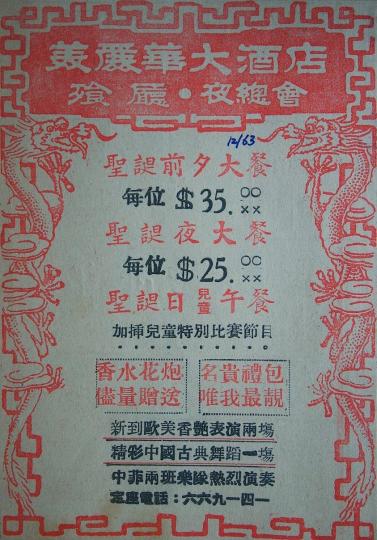 美麗華大酒店
飡廳・夜總會
12/63
聖誕前夕大餐
每位 $35.00
聖誕夜大餐
每位 $25.00
聖誕日兒童午餐
加揷兒童特別比賽節目
香水花炮 名貴禮包
儘量贈送 唯我最靚
新到歐美香艷表演兩塲
精彩中國古典舞蹈一塲
中菲兩班樂隊熱烈演奏
定座電話：六六九一四一